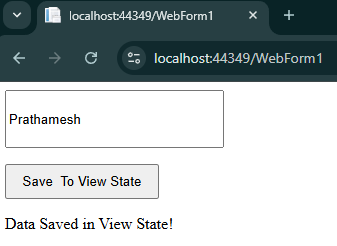 localhost:44349/WebForm1
localhost:44349/WebForm1
Prathamesh
Save To View State
Data Saved in View State!